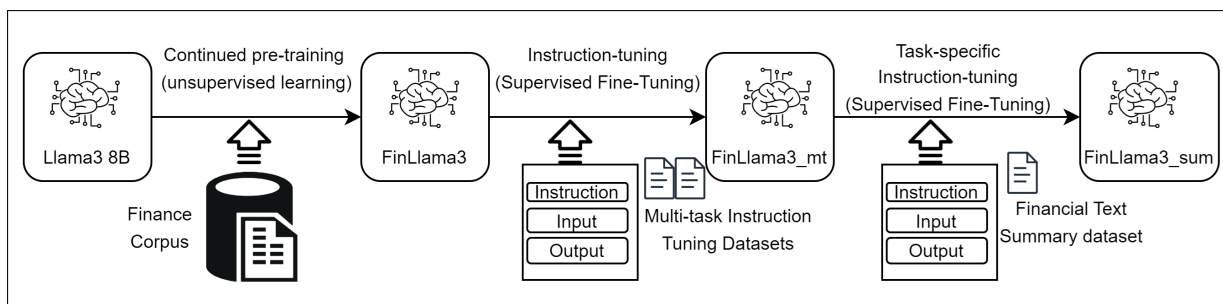 Llama3 8B
Continued pre-training
(unsupervised learning)
Finance
Corpus
FinLlama3
Instruction-tuning
(Supervised Fine-Tuning)
Instruction
Input
Output
Multi-task Instruction
Tuning Datasets
FinLlama3_mt
Task-specific
Instruction-tuning
(Supervised Fine-Tuning)
Instruction
Input
Output
Financial Text
Summary dataset
FinLlama3_sum